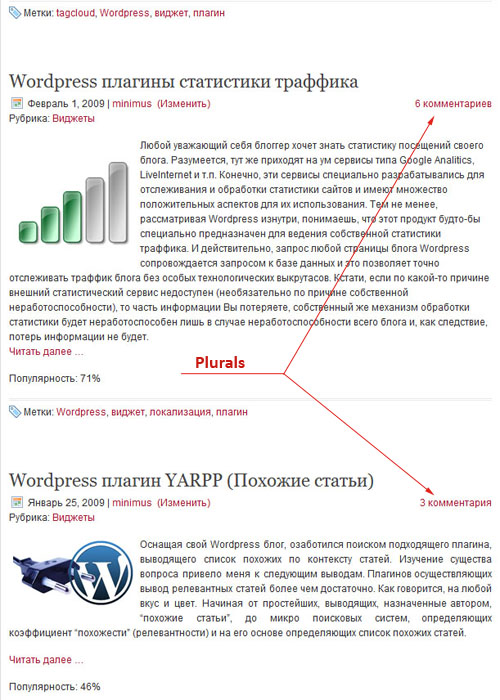 Метки: tagcloud, Wordpress, виджет, плагин
Wordpress плагины статистики траффика
Февраль 1, 2009 | minimus (Изменить) 6 комментариев
Рубрика: Виджеты
Любой уважающий себя блоггер хочет знать статистику посещений своего
блога. Разумеется, тут же приходят на ум сервисы типа Google Analitics,
LiveInternet и т.п. Конечно, эти сервисы специально разрабатывались для
отслеживания и обработки статистики сайтов и имеют множество
положительных аспектов для их использования. Тем не менее,
рассматривая Wordpress изнутри, понимаешь, что этот продукт будто-бы
специально предназначен для ведения собственной статистики
траффика. И действительно, запрос любой страницы блога Wordpress
сопровождается запросом к базе данных и это позволяет точно
отслеживать траффик блога без особых технологических выкрутасов. Кстати, если по какой-то причине
внешний статистический сервис недоступен (необязательно по причине собственной
неработоспособности), то часть информации Вы потеряете, собственный же механизм обработки
статистики будет неработоспособен лишь в случае неработоспособности всего блога и, как следствие,
потерь информации не будет.
Читать далее ...
Plurals
Популярность: 71%
Метки: Wordpress, виджет, локализация, плагин
Wordpress плагин YARPP (Похожие статьи)
Январь 25, 2009 | minimus (Изменить) 3 комментария
Рубрика: Виджеты
Оснащая свой Wordpress блог, озаботился поиском подходящего плагина,
выводящего список похожих по контексту статей. Изучение существа
вопроса привело меня к следующим выводам. Плагинов осуществляющих
вывод релевантных статей более чем достаточно. Как говорится, на любой
вкус и цвет. Начиная от простейших, выводящих, назначенные автором,
“похожие статьи”, до микро поисковых систем, определяющих
коэффициент “похожести” (релевантности) и на его основе определяющих список похожих статей.
Читать далее ...
Популярность: 46%